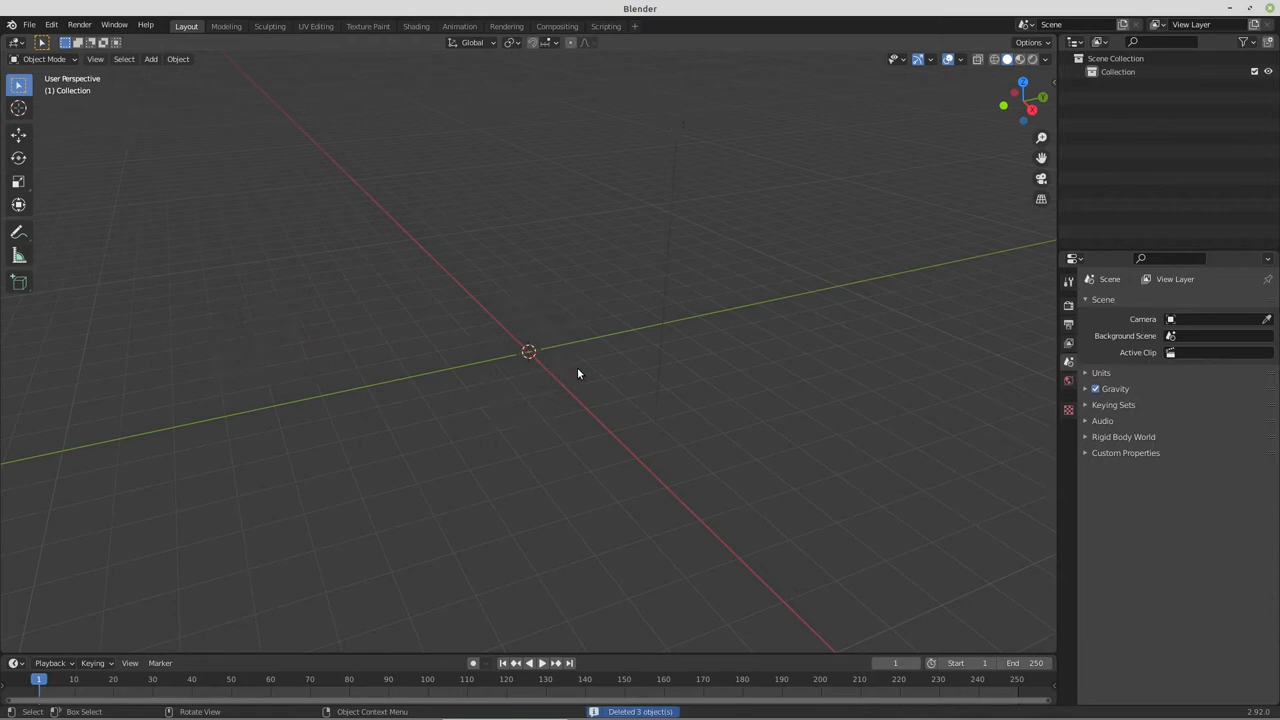 Blender
File Edit Render Window Help Layout Modeling Sculpting UV Editing Texture Paint Shading Animation Rendering Compositing Scripting + Scene View Layer
Global Options
Object Mode View Select Add Object
User Perspective
(1) Collection
Z
Y
X
Scene Collection
Collection
Scene View Layer
Scene
Camera
Background Scene
Active Clip
Units
Gravity
Keying Sets
Audio
Rigid Body World
Custom Properties
Playback Keying View Marker 1 Start 1 End 250
1 10 20 30 40 50 60 70 80 90 100 110 120 130 140 150 160 170 180 190 200 210 220 230 240 250
Select Box Select Rotate View Object Context Menu Deleted 3 object(s) 2.92.0